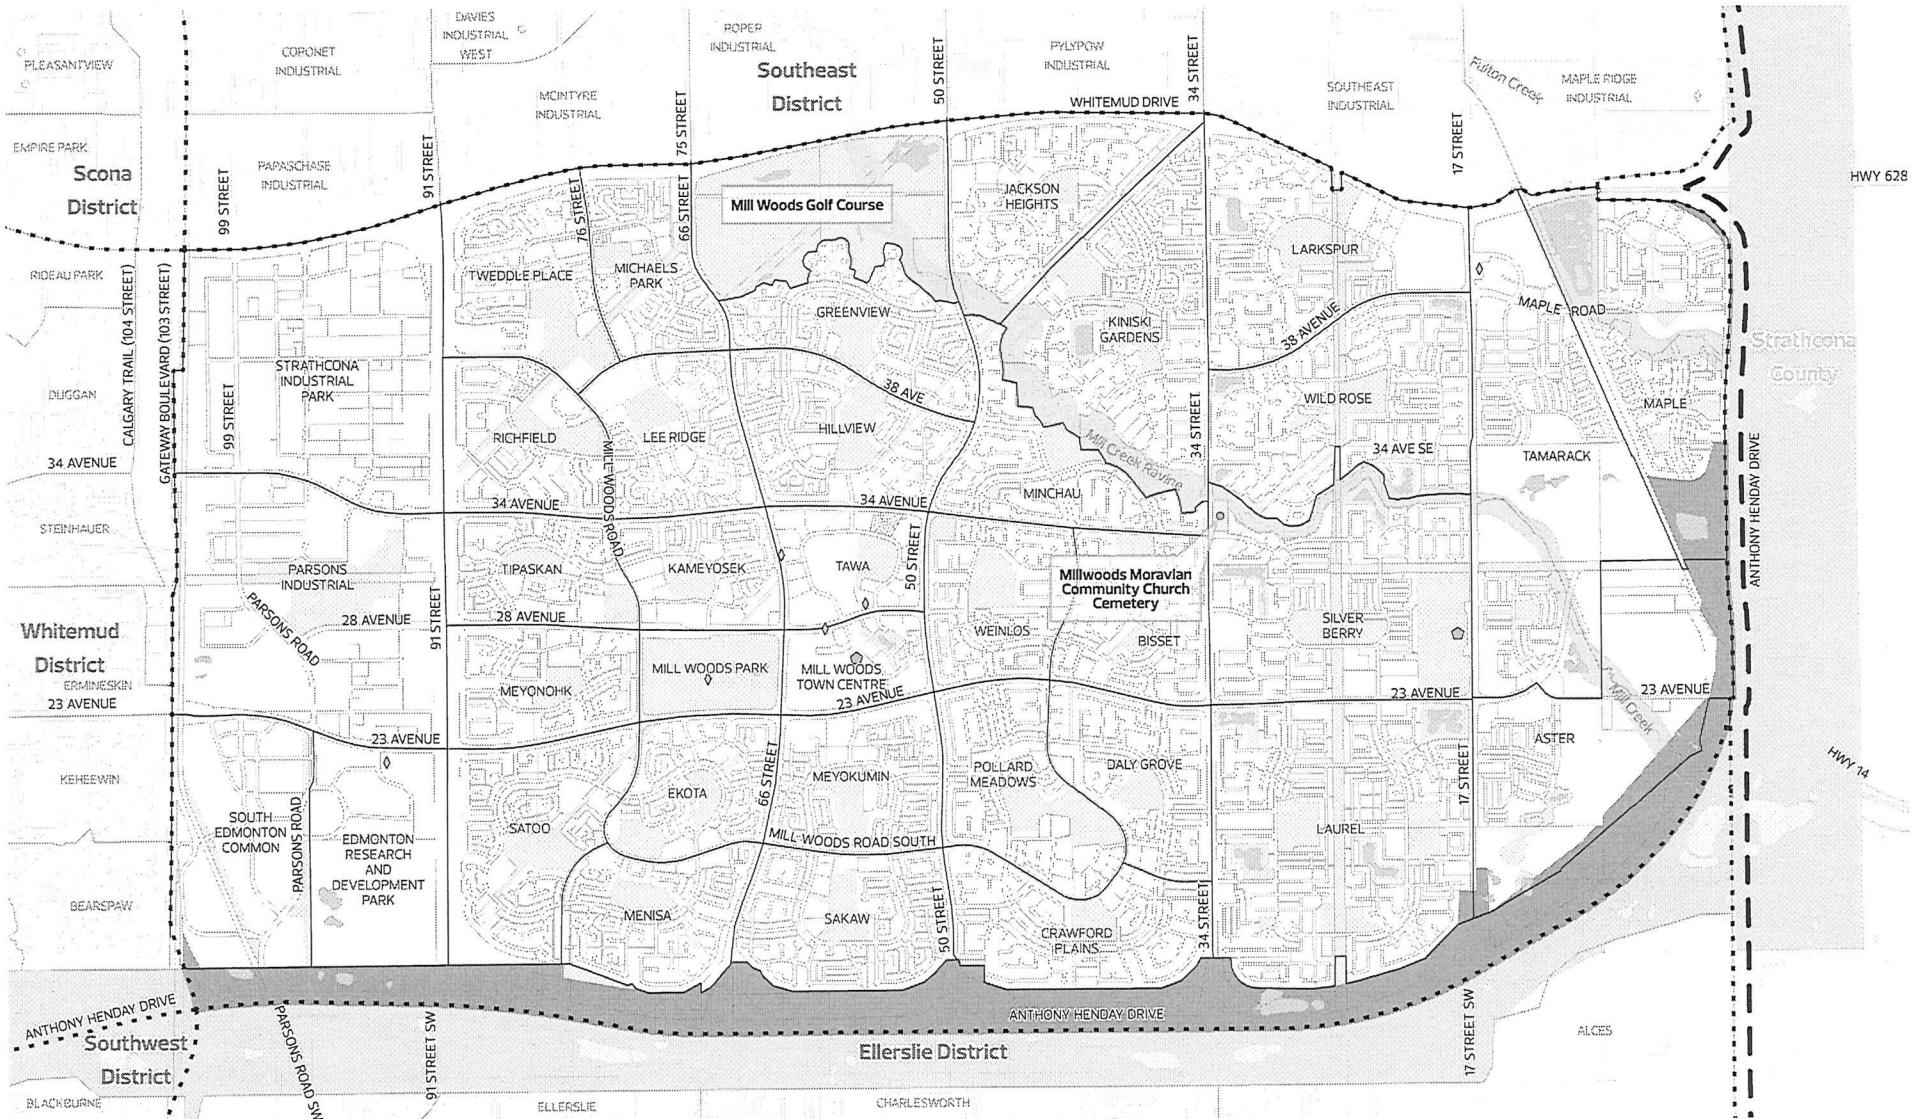 DAVIES
INDUSTRIAL
WEST
ROPER
INDUSTRIAL
PYLYPOW
INDUSTRIAL
CORONET
INDUSTRIAL
PLEASANTVIEW
Southeast
District
50 STREET
34 STREET
Fulton Creek
MAPLE RIDGE
INDUSTRIAL
SOUTHEAST
INDUSTRIAL
MCINTYRE
INDUSTRIAL
75 STREET
WHITEMUD DRIVE
17 STREET
EMPIRE PARK
Scona
District
PAPASCHASE
INDUSTRIAL
91 STREET
99 STREET
HWY 628
76 STREET
66 STREET
Mill Woods Golf Course
JACKSON
HEIGHTS
LARKSPUR
RIDEAU PARK
TWEDDLE PLACE
MICHAELS
PARK
GREENVIEW
KINISKI
GARDENS
38 AVENUE
MAPLE ROAD
CALGARY TRAIL (104 STREET)
GATEWAY BOULEVARD (103 STREET)
Strathcona
County
STRATHCONA
INDUSTRIAL
PARK
DUGGAN
99 STREET
38 AVE
WILD ROSE
MAPLE
RICHFIELD
LEE RIDGE
HILLVIEW
34 STREET
34 AVE SE
TAMARACK
Mill Creek Ravine
34 AVENUE
MILL WOODS ROAD
34 AVENUE
34 AVENUE
MINCHAU
ANTHONY HENDAY DRIVE
STEINHAUER
PARSONS
INDUSTRIAL
TIPASKAN
KAMEYOSEK
TAWA
50 STREET
Millwoods Moravian
Community Church
Cemetery
PARSONS ROAD
28 AVENUE
91 STREET
28 AVENUE
WEINLOS
BISSET
SILVER
BERRY
Whitemud
District
ERMINESKIN
23 AVENUE
MEYONOHK
MILL WOODS PARK
MILL WOODS
TOWN CENTRE
23 AVENUE
23 AVENUE
23 AVENUE
Mill Creek
23 AVENUE
ASTER
KEHEEWIN
EKOTA
66 STREET
MEYOKUMIN
POLLARD
MEADOWS
DALY GROVE
17 STREET
HWY 14
SOUTH
EDMONTON
COMMON
PARSONS ROAD
EDMONTON
RESEARCH
AND
DEVELOPMENT
PARK
SATOO
MILL WOODS ROAD SOUTH
LAUREL
BEARSPAW
MENISA
SAKAW
50 STREET
CRAWFORD
PLAINS
34 STREET
ANTHONY HENDAY DRIVE
ANTHONY HENDAY DRIVE
PARSONS ROAD SW
91 STREET SW
17 STREET SW
ALCES
Southwest
District
Ellerslie District
BLACKBURNE
ELLERSLIE
CHARLESWORTH